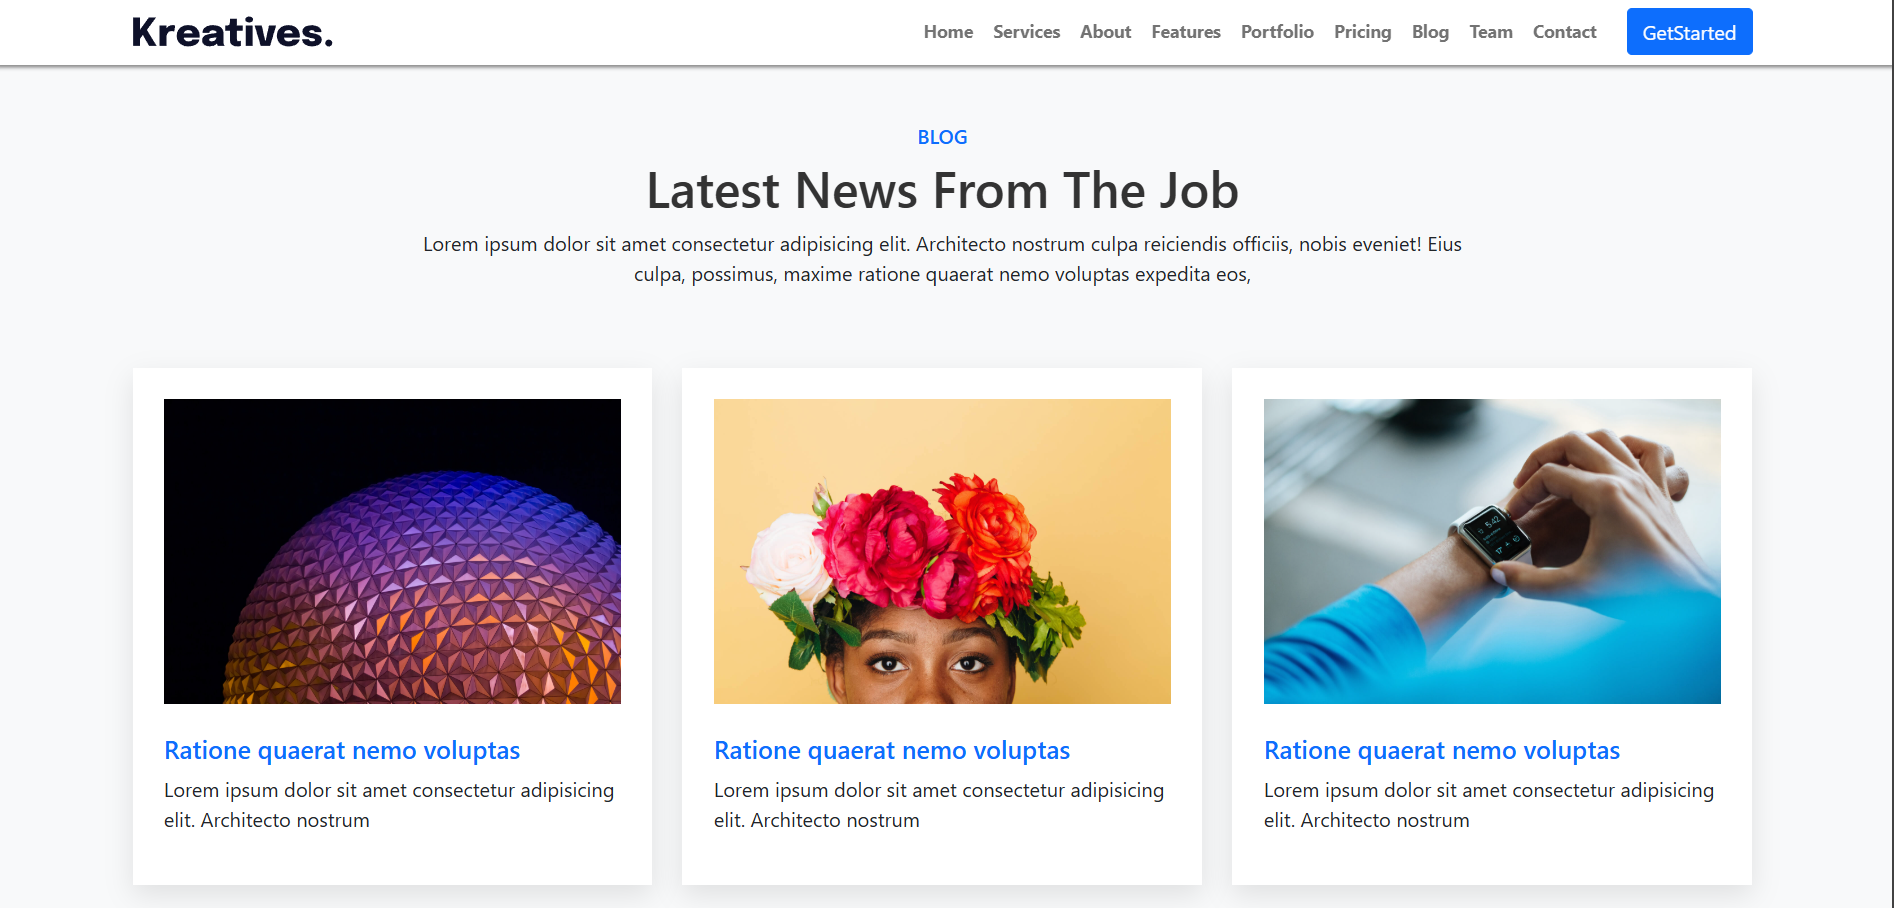 Kreatives.
Home Services About Features Portfolio Pricing Blog Team Contact GetStarted
BLOG
Latest News From The Job
Lorem ipsum dolor sit amet consectetur adipisicing elit. Architecto nostrum culpa reiciendis officiis, nobis eveniet! Eius
culpa, possimus, maxime ratione quaerat nemo voluptas expedita eos,
5:42
Ratione quaerat nemo voluptas
Lorem ipsum dolor sit amet consectetur adipisicing
elit. Architecto nostrum
Ratione quaerat nemo voluptas
Lorem ipsum dolor sit amet consectetur adipisicing
elit. Architecto nostrum
Ratione quaerat nemo voluptas
Lorem ipsum dolor sit amet consectetur adipisicing
elit. Architecto nostrum